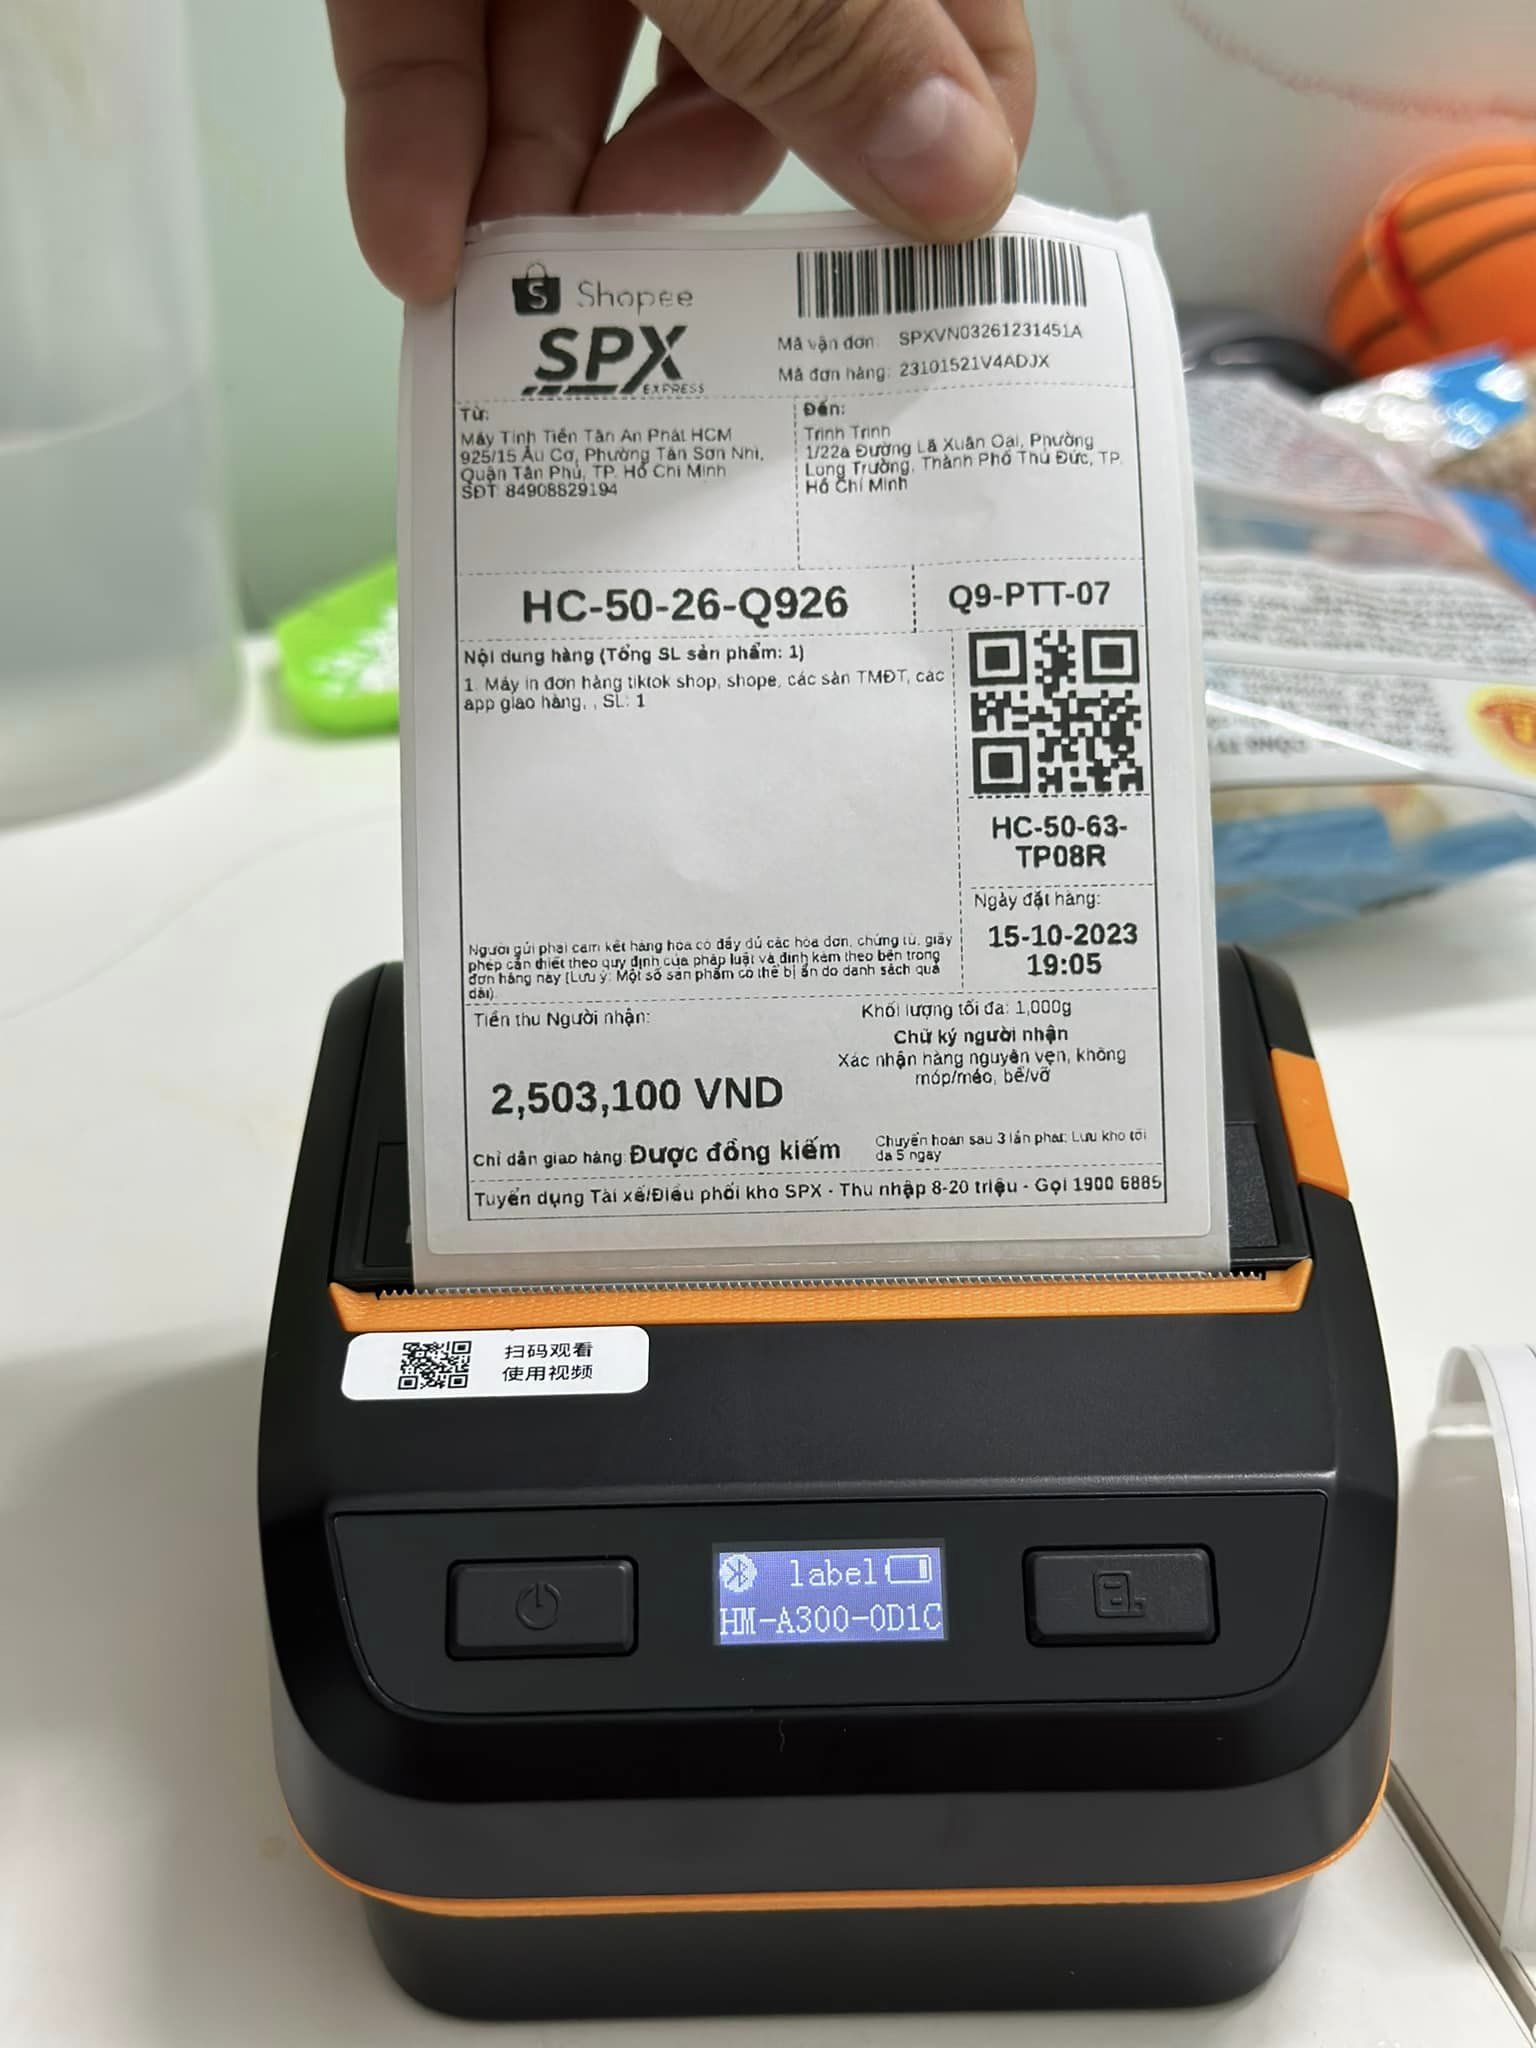 Shopee
SPX
EXPRESS
Mã vận đơn: SPXVN03261231451A
Mã đơn hàng: 23101521V4ADJX
Từ:
Máy Tính Tiền Tân An Phát HCM
925/15 Âu Cơ, Phường Tân Sơn Nhì,
Quận Tân Phú, TP. Hồ Chí Minh
SĐT: 84908829194
Đến:
Trinh Trinh
1/22a Đường Lã Xuân Oai, Phường
Long Trường, Thành Phố Thủ Đức, TP.
Hồ Chí Minh
HC-50-26-Q926
Q9-PTT-07
Nội dung hàng (Tổng SL sản phẩm: 1)
1. Máy in đơn hàng tiktok shop, shope, các sàn TMĐT, các
app giao hàng, , SL: 1
HC-50-63-
TP08R
Ngày đặt hàng:
15-10-2023
19:05
Người gửi phải cam kết hàng hóa có đầy đủ các hóa đơn, chứng từ, giấy
phép cần thiết theo quy định của pháp luật và đính kèm theo bên trong
đơn hàng này (Lưu ý: Một số sản phẩm có thể bị ẩn do danh sách quá
dài).
Tiền thu Người nhận:
2,503,100 VND
Khối lượng tối đa: 1,000g
Chữ ký người nhận
Xác nhận hàng nguyên vẹn, không
móp/méo, bể/vỡ
Chỉ dẫn giao hàng: Được đồng kiểm
Chuyển hoàn sau 3 lần phát; Lưu kho tối
đa 5 ngày
Tuyển dụng Tài xế/Điều phối kho SPX - Thu nhập 8-20 triệu - Gọi 1900 6885
扫码观看
使用视频
label
HM-A300-0D1C